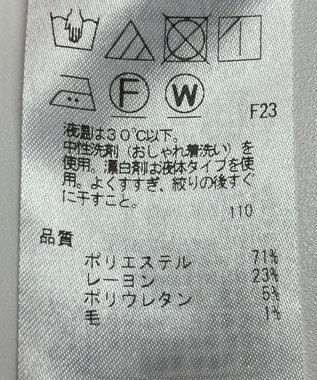 F W
F23
液温は30℃以下。
中性洗剤（おしゃれ着洗い）を
使用。漂白剤は液体タイプを使
用。よくすすぎ、絞りの後すぐ
に干すこと。
110
品質
ポリエステル 71%
レーヨン 23%
ポリウレタン 5%
毛 1%